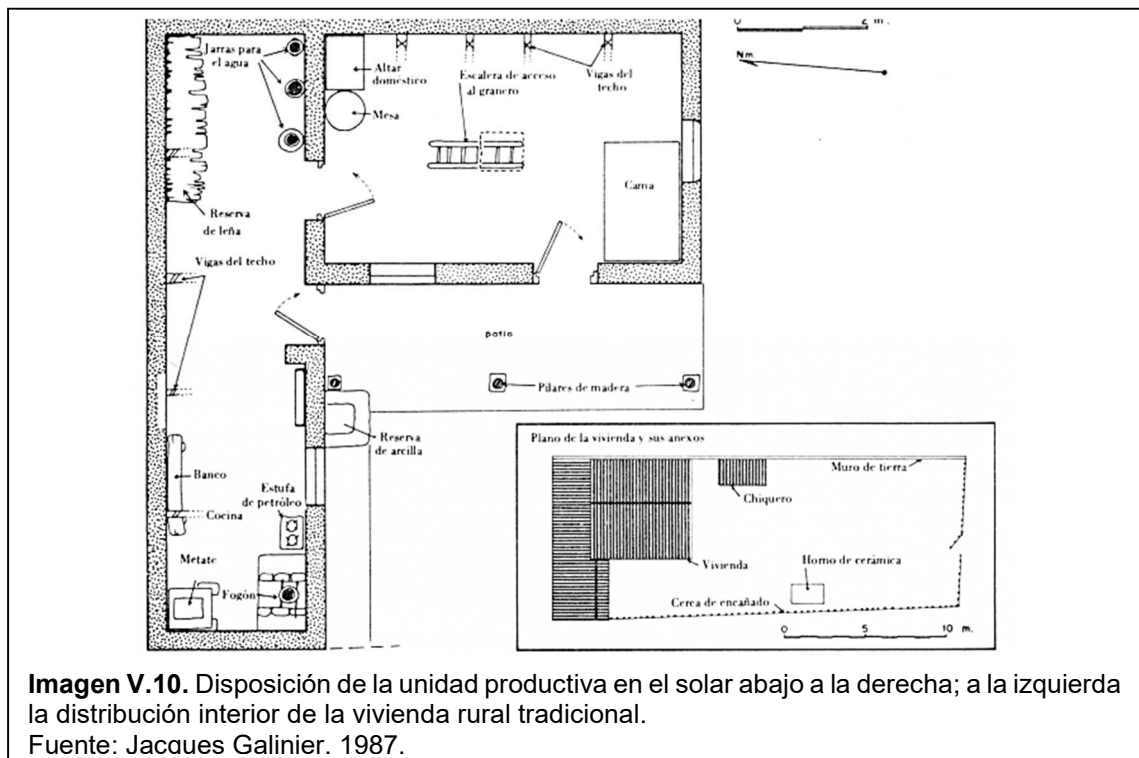 0 2 m.
Nm
Jarras para
el agua
Altar
doméstico
Mesa
Escalera de acceso
al granero
Vigas del
techo
Cama
Reserva
de leña
Vigas del techo
patio
Pilares de madera
Reserva
de arcilla
Banco
Estufa
de petróleo
Cocina
Metate
Fogón
Plano de la vivienda y sus anexos
Muro de tierra
Chiquero
Vivienda
Horno de cerámica
Cerca de encañado
0 5 10 m.
Imagen V.10. Disposición de la unidad productiva en el solar abajo a la derecha; a la izquierda
la distribución interior de la vivienda rural tradicional.
Fuente: Jacques Galinier. 1987.